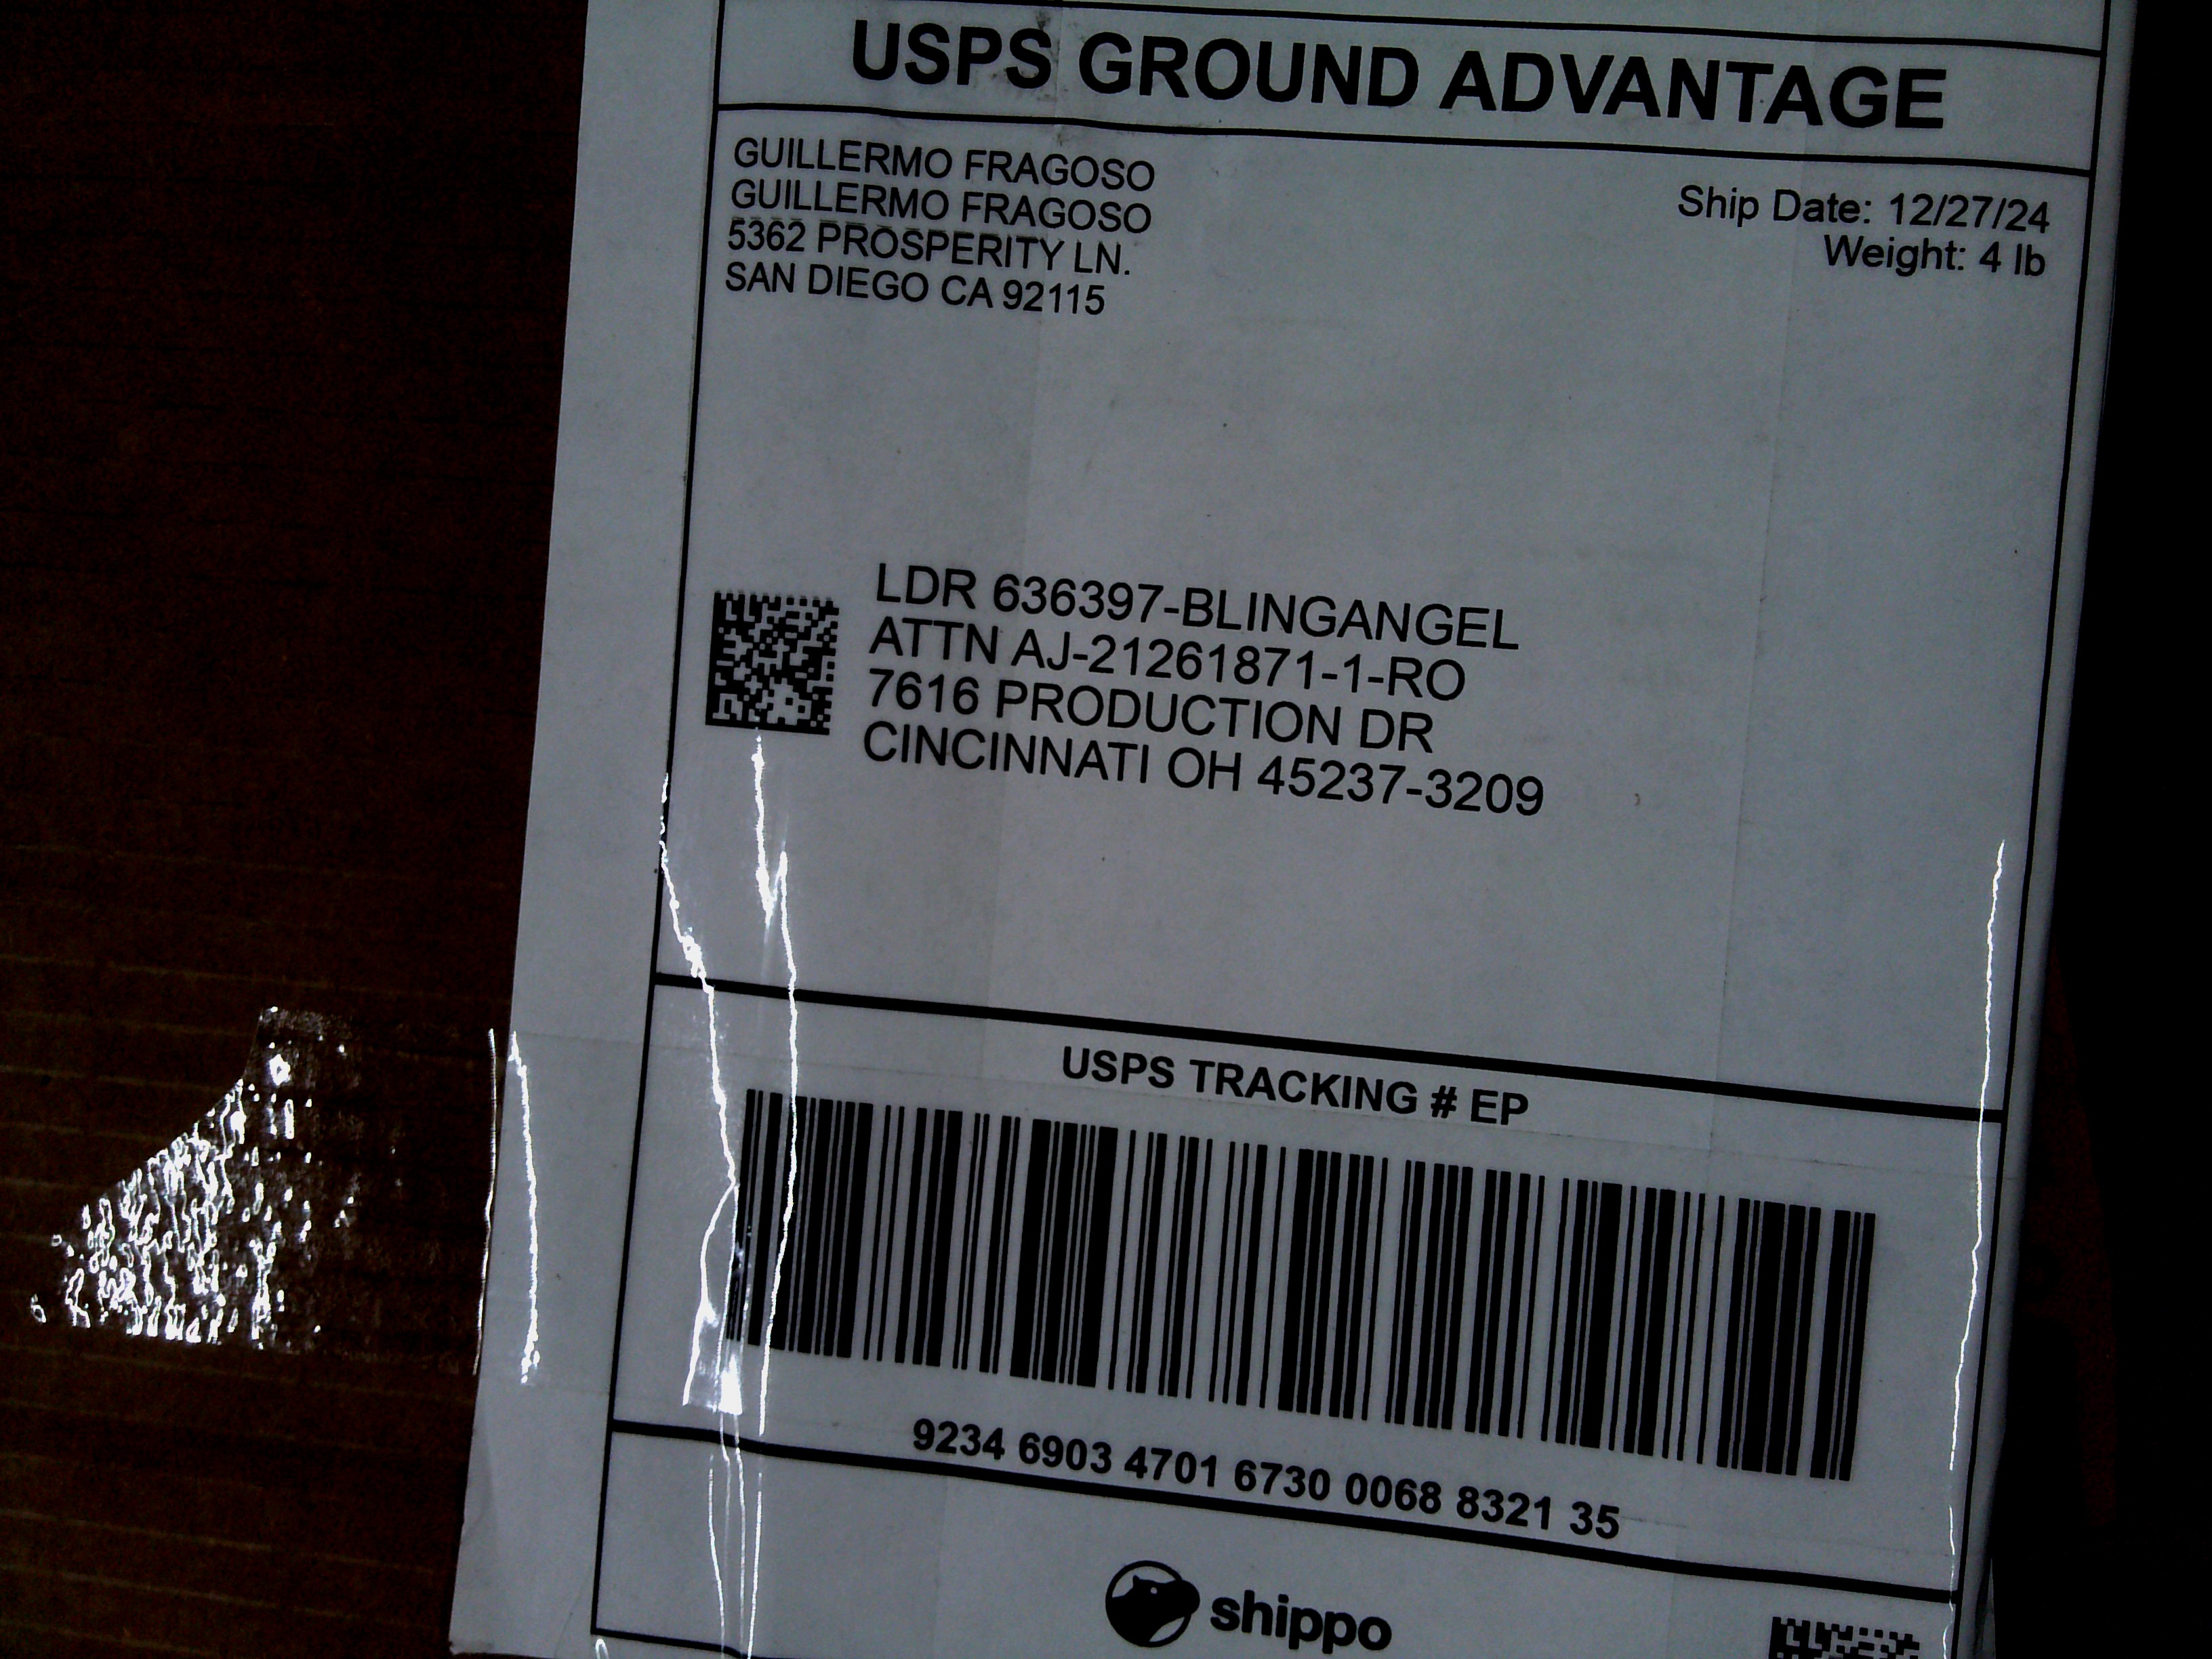 USPS GROUND ADVANTAGE
GUILLERMO FRAGOSO
GUILLERMO FRAGOSO
5362 PROSPERITY LN.
SAN DIEGO CA 92115
Ship Date: 12/27/24
Weight: 4 lb
LDR 636397-BLINGANGEL
ATTN AJ-21261871-1-RO
7616 PRODUCTION DR
CINCINNATI OH 45237-3209
USPS TRACKING # EP
9234 6903 4701 6730 0068 8321 35
shippo